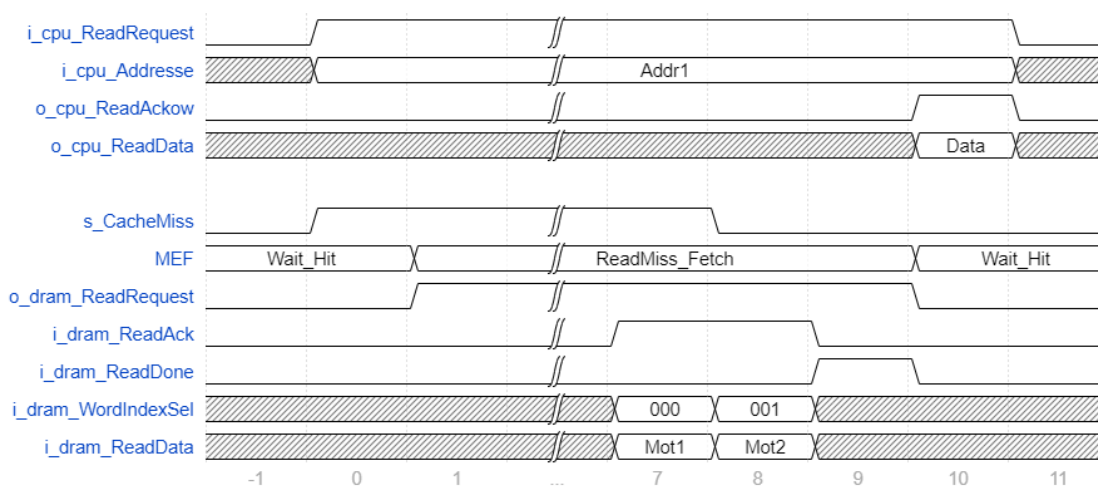 i_cpu_ReadRequest
i_cpu_Addresse Addr1
o_cpu_ReadAckow
o_cpu_ReadData Data
s_CacheMiss
MEF Wait_Hit ReadMiss_Fetch Wait_Hit
o_dram_ReadRequest
i_dram_ReadAck
i_dram_ReadDone
i_dram_WordIndexSel 000 001
i_dram_ReadData Mot1 Mot2
-1 0 1 ... 7 8 9 10 11